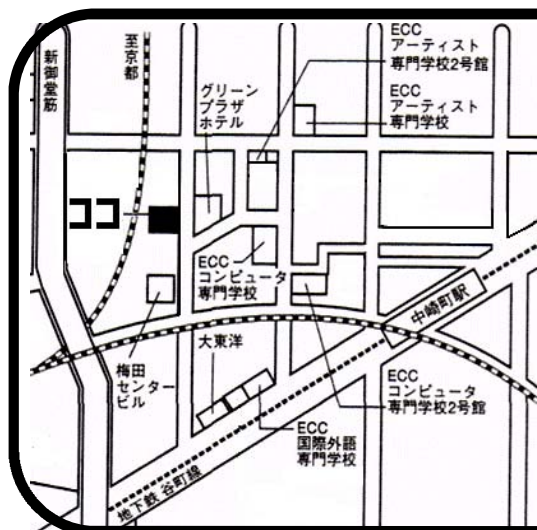 新御堂筋
至京都
グリーン
プラザ
ホテル
ECC
アーティスト
専門学校2号館
ECC
アーティスト
専門学校
ココ
ECC
コンピュータ
専門学校
中崎町駅
梅田
センター
ビル
大東洋
ECC
コンピュータ
専門学校2号館
ECC
国際外語
専門学校
地下鉄 谷町線